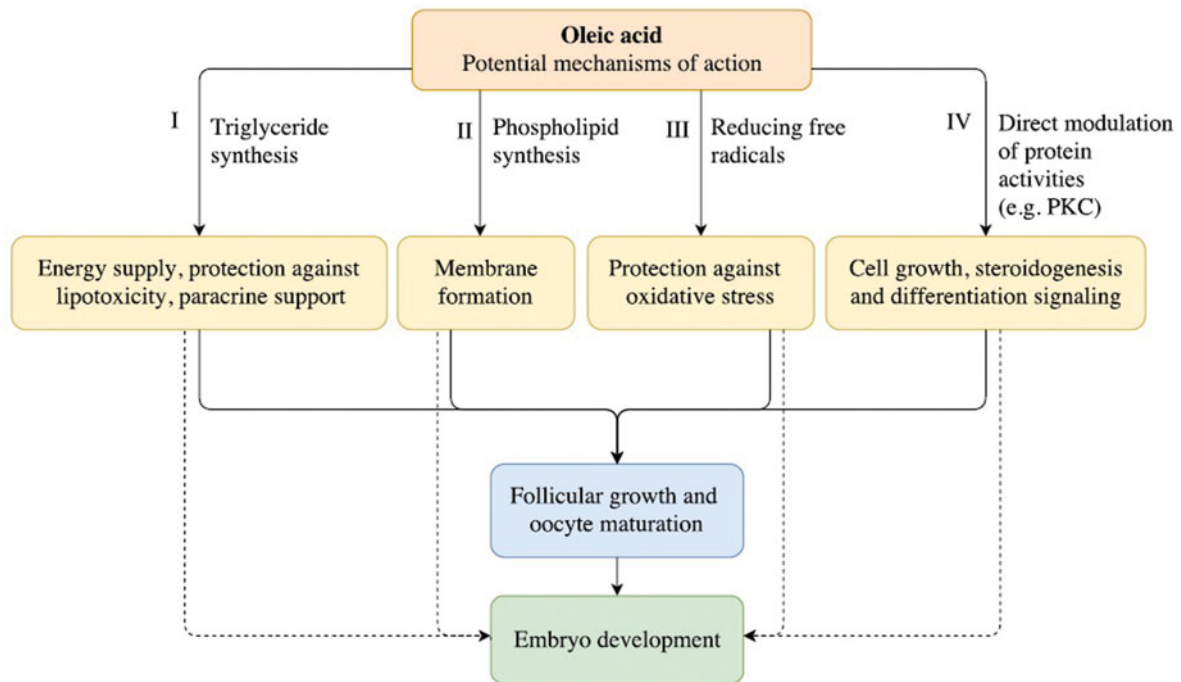 Oleic acid
Potential mechanisms of action
I
Triglyceride
synthesis
II
Phospholipid
synthesis
III
Reducing free
radicals
IV
Direct modulation
of protein
activities
(e.g. PKC)
Energy supply, protection against
lipotoxicity, paracrine support
Membrane
formation
Protection against
oxidative stress
Cell growth, steroidogenesis
and differentiation signaling
Follicular growth and
oocyte maturation
Embryo development